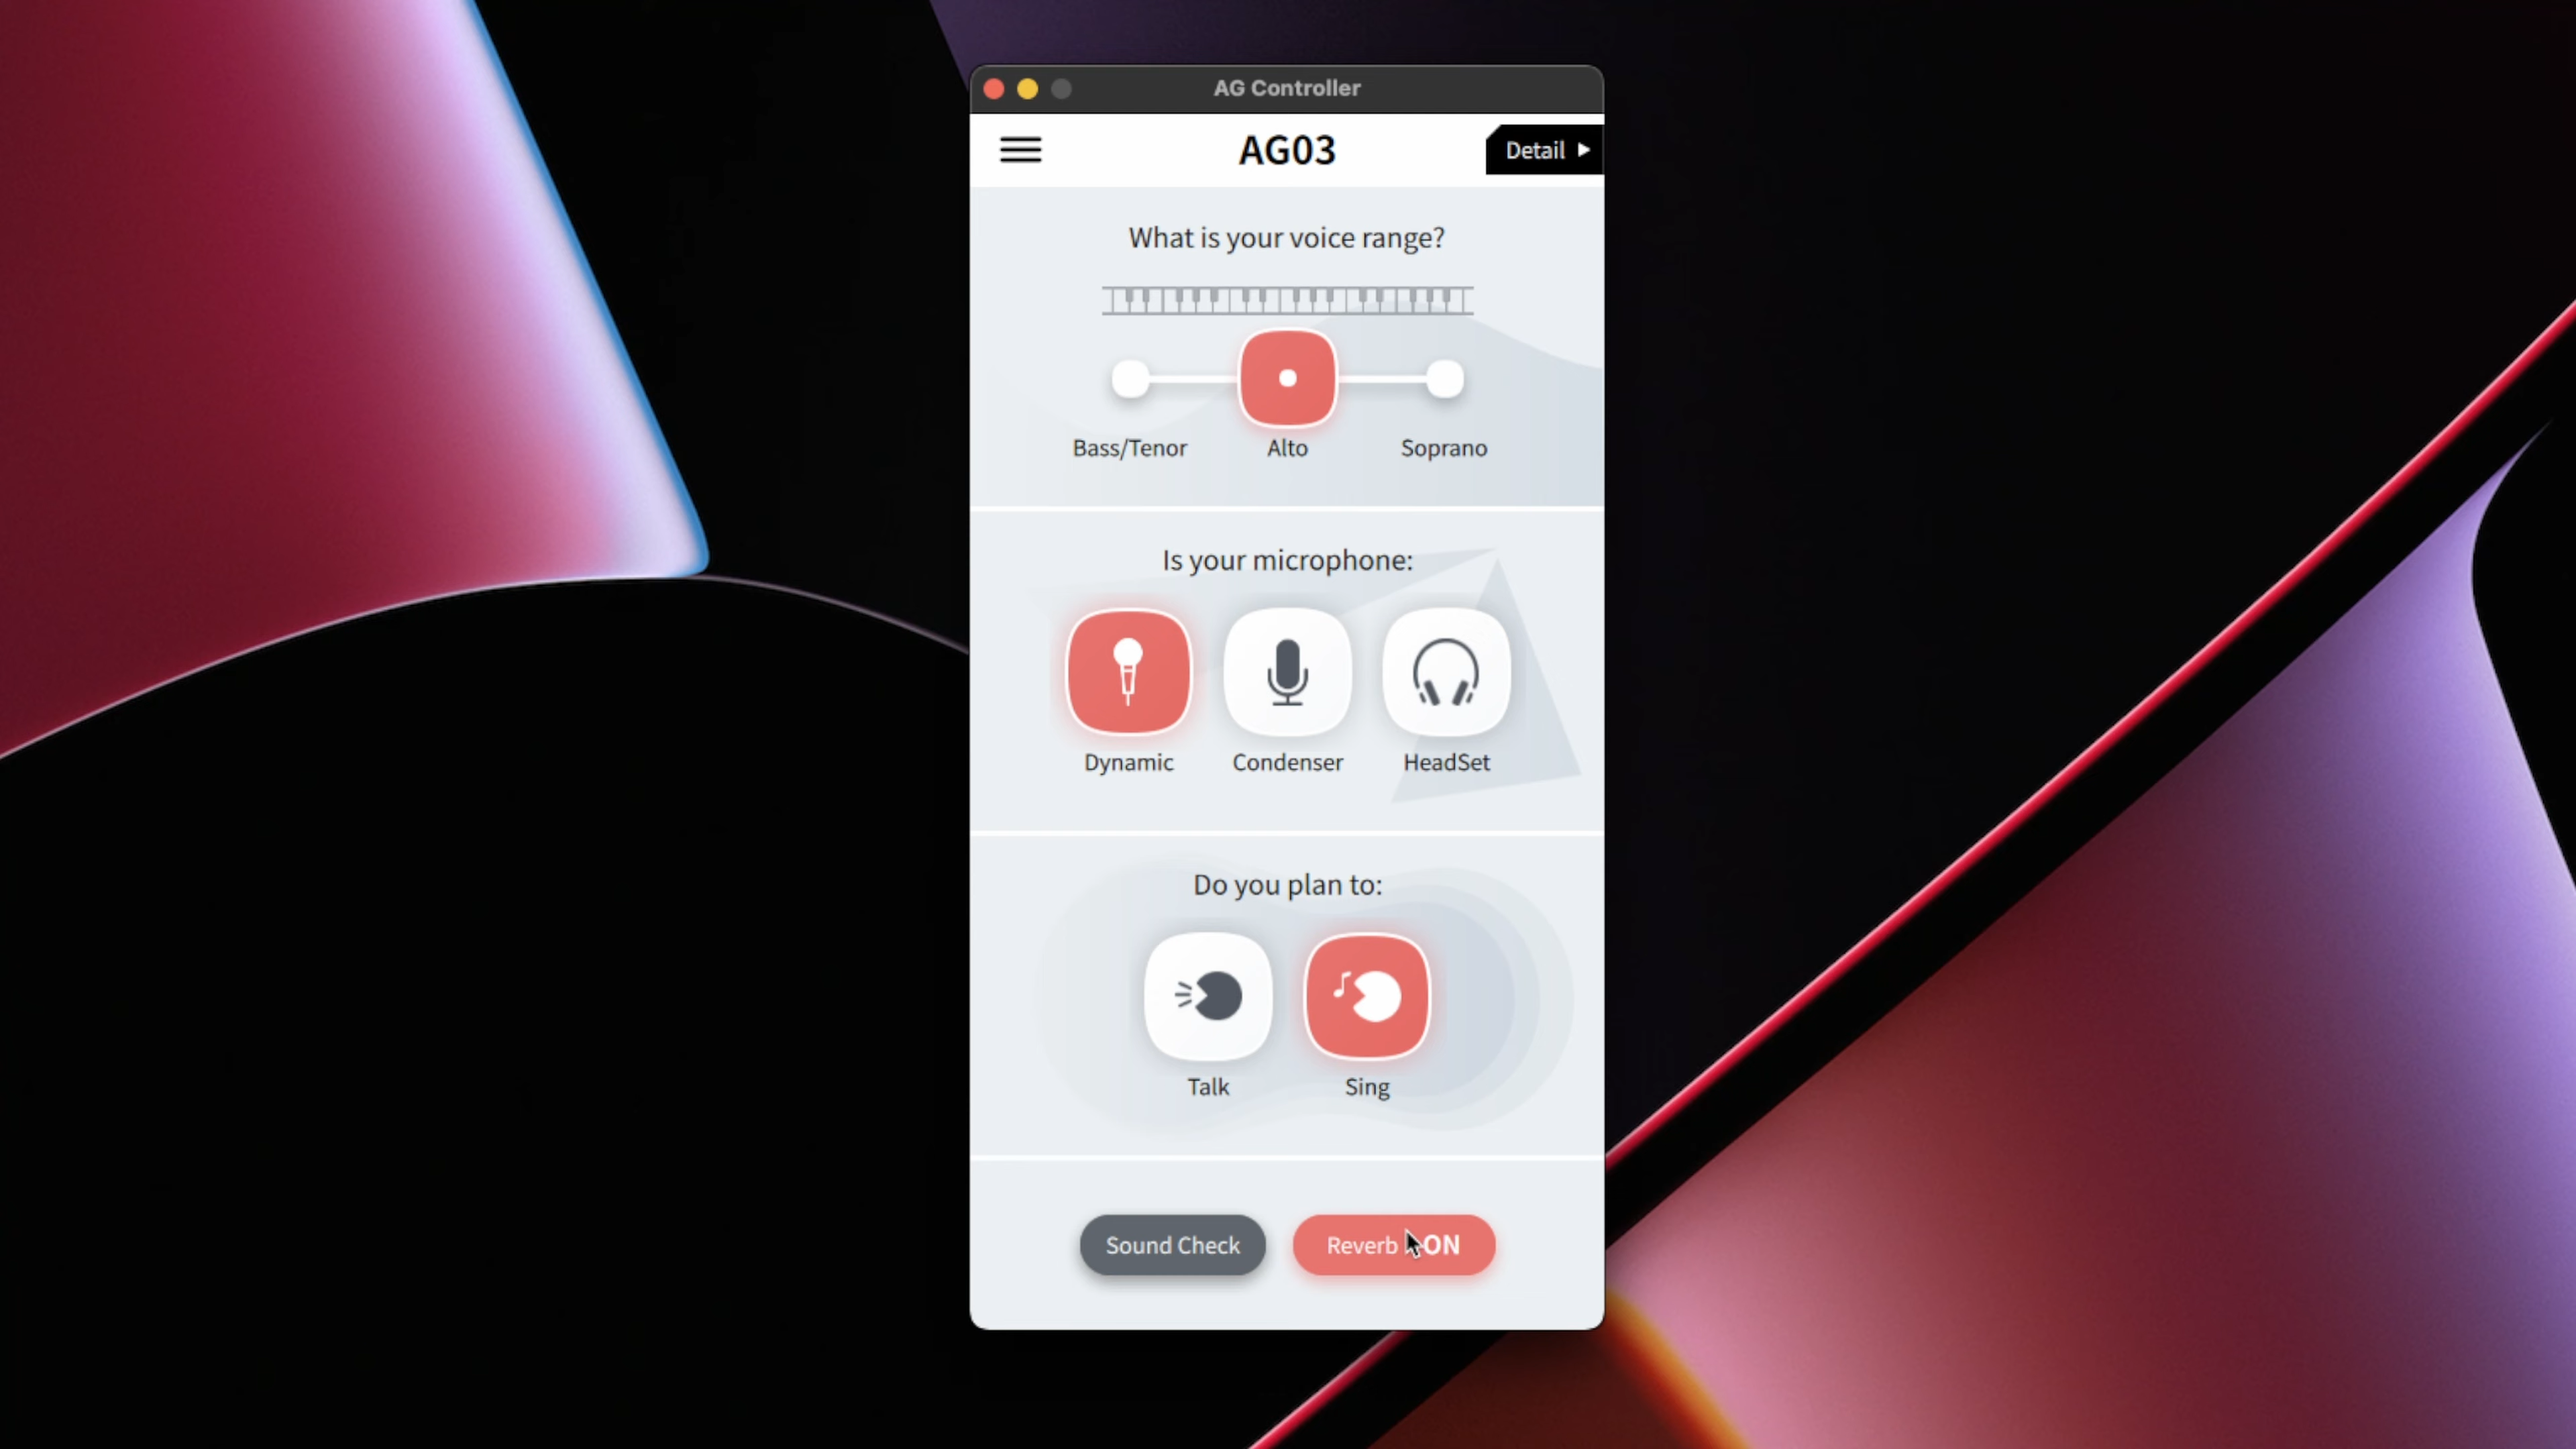 AG Controller
AG03
Detail
What is your voice range?
Bass/Tenor Alto Soprano
Is your microphone:
Dynamic Condenser HeadSet
Do you plan to:
Talk Sing
Sound Check Reverb ON